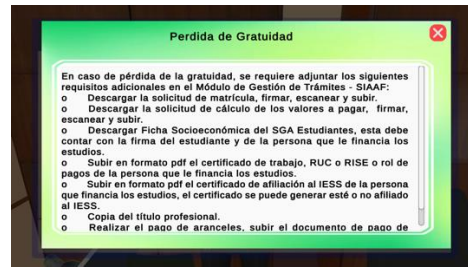 Perdida de Gratuidad
En caso de pérdida de la gratuidad, se requiere adjuntar los siguientes
requisitos adicionales en el Módulo de Gestión de Trámites - SIAAF:
o Descargar la solicitud de matrícula, firmar, escanear y subir.
o Descargar la solicitud de cálculo de los valores a pagar, firmar,
escanear y subir.
o Descargar Ficha Socioeconómica del SGA Estudiantes, esta debe
contar con la firma del estudiante y de la persona que le financia los
estudios.
o Subir en formato pdf el certificado de trabajo, RUC o RISE o rol de
pagos de la persona que le financia los estudios.
o Subir en formato pdf el certificado de afiliación al IESS de la persona
que financia los estudios, el certificado se puede generar esté o no afiliado
al IESS.
o Copia del título profesional.
o Realizar el pago de aranceles, subir el documento de pago de